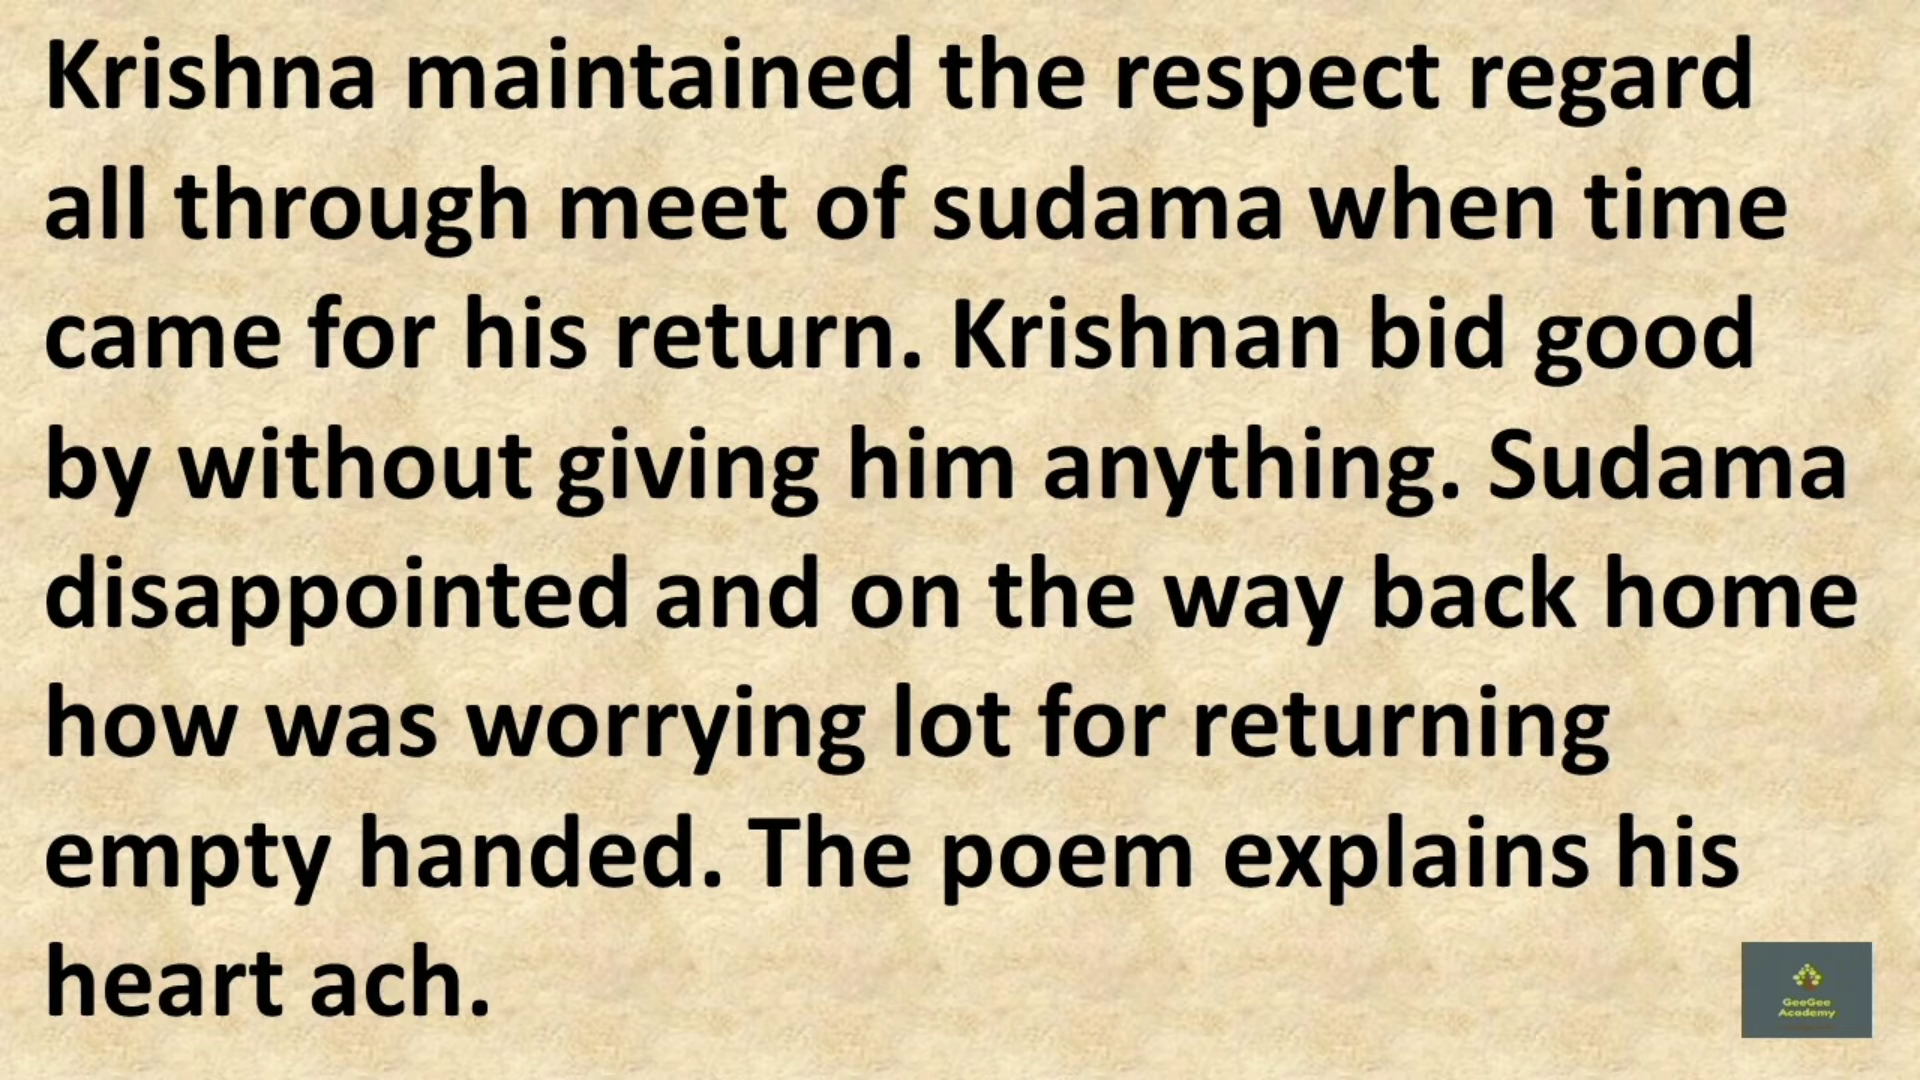 Krishna maintained the respect regard
all through meet of sudama when time
came for his return. Krishnan bid good
by without giving him anything. Sudama
disappointed and on the way back home
how was worrying lot for returning
empty handed. The poem explains his
heart ach.
GeeGee
Academy